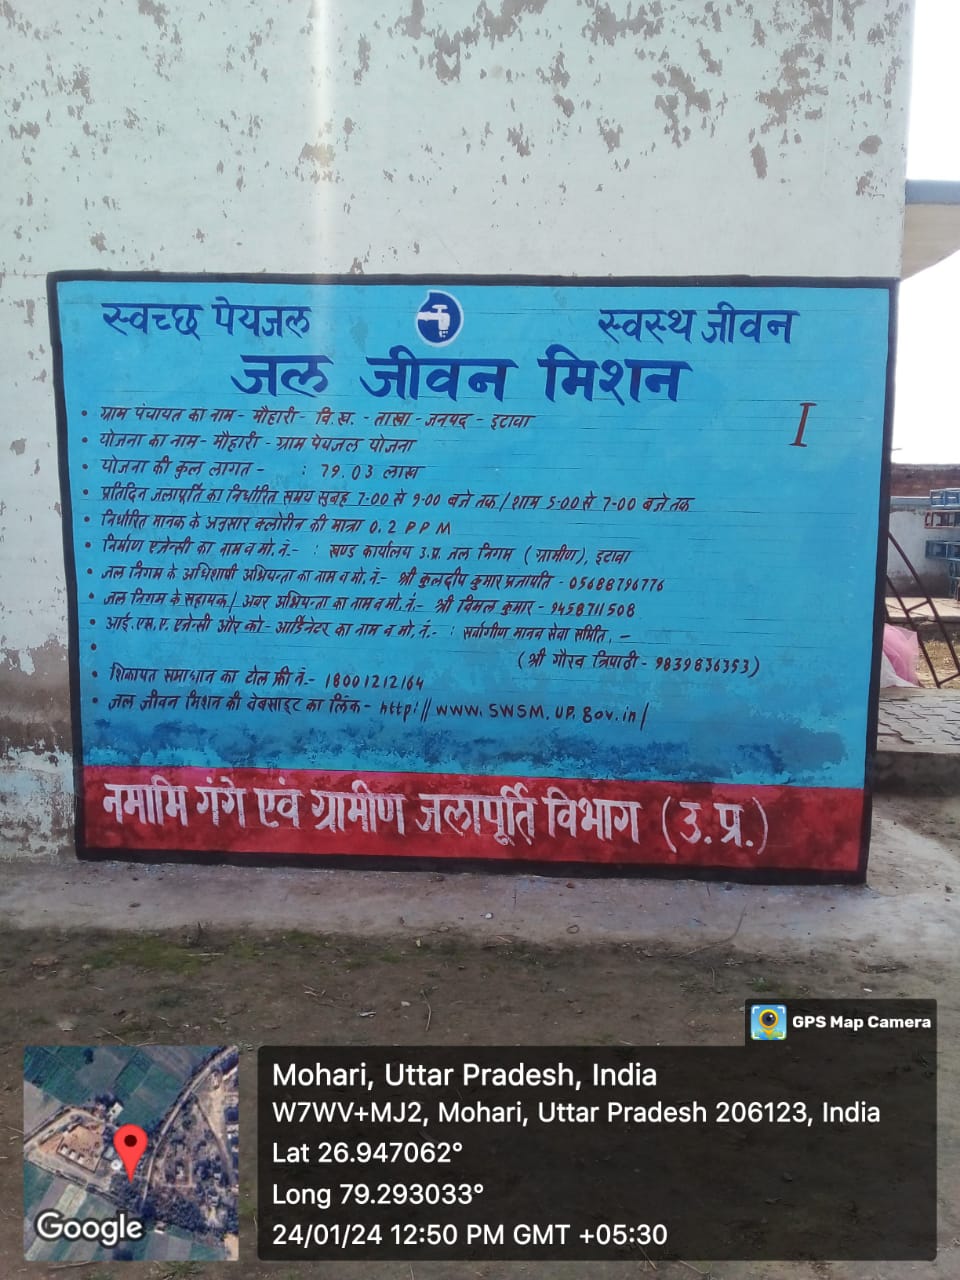 स्वच्छ पेयजल स्वस्थ जीवन
जल जीवन मिशन
I
• ग्राम पंचायत का नाम - मौहारी - वि.ख. - ताखा - जनपद - इटावा
• योजना का नाम - मौहारी - ग्राम पेयजल योजना
• योजना की कुल लागत - : 79.03 लाख
• प्रतिदिन जलापूर्ति का निर्धारित समय सुबह 7:00 से 9:00 बजे तक / शाम 5:00 से 7:00 बजे तक
• निर्धारित मानक के अनुसार क्लोरीन की मात्रा 0.2 PPM
• निर्माण एजेन्सी का नाम व मो.नं.- : खण्ड कार्यालय उ.प्र. जल निगम (ग्रामीण), इटावा
• जल निगम के अधिशाषी अभियन्ता का नाम व मो.नं.- श्री कुलदीप कुमार प्रजापति - 05688796776
• जल निगम के सहायक / अवर अभियन्ता का नाम व मो.नं.- श्री विमल कुमार - 9458711508
• आई.एस.ए. एजेन्सी और को-आर्डिनेटर का नाम व मो.नं.- : सर्वांगीण मानव सेवा समिति, -
• (श्री गौरव त्रिपाठी - 9839836353)
• शिकायत समाधान का टोल फ्री नं.- 18001212164
• जल जीवन मिशन की वेबसाइट का लिंक - http://www.SWSM.UP.Gov.in/
नमामि गंगे एवं ग्रामीण जलापूर्ति विभाग (उ.प्र.)
GPS Map Camera
Mohari, Uttar Pradesh, India
W7WV+MJ2, Mohari, Uttar Pradesh 206123, India
Lat 26.947062°
Long 79.293033°
24/01/24 12:50 PM GMT +05:30
Google